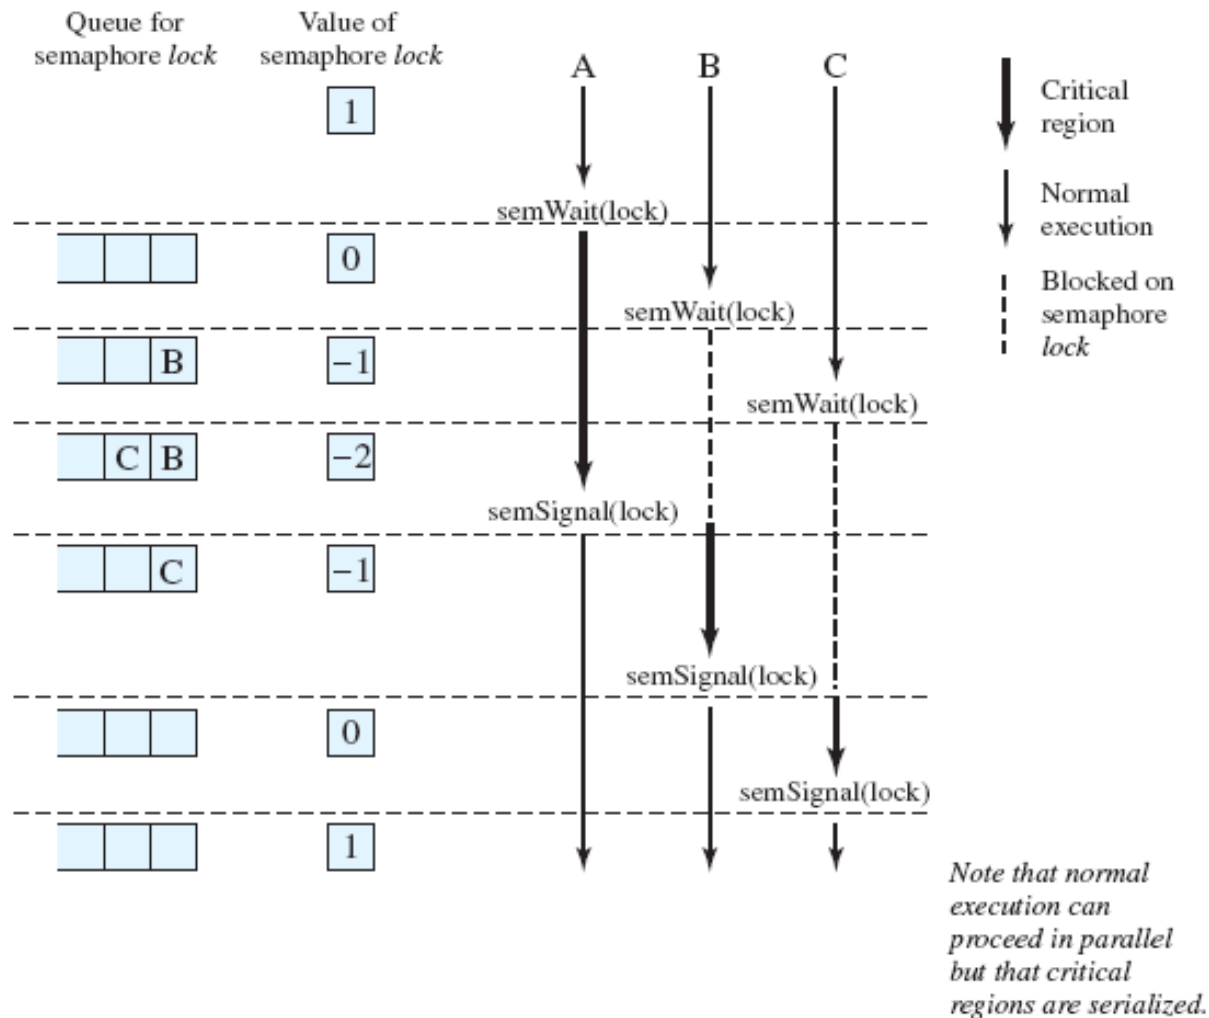 Queue for
semaphore lock
Value of
semaphore lock
A
B
C
1
Critical
region
Normal
execution
semWait(lock)
0
Blocked on
semaphore
lock
semWait(lock)
B
−1
semWait(lock)
C B
−2
semSignal(lock)
C
−1
semSignal(lock)
0
semSignal(lock)
1
Note that normal
execution can
proceed in parallel
but that critical
regions are serialized.